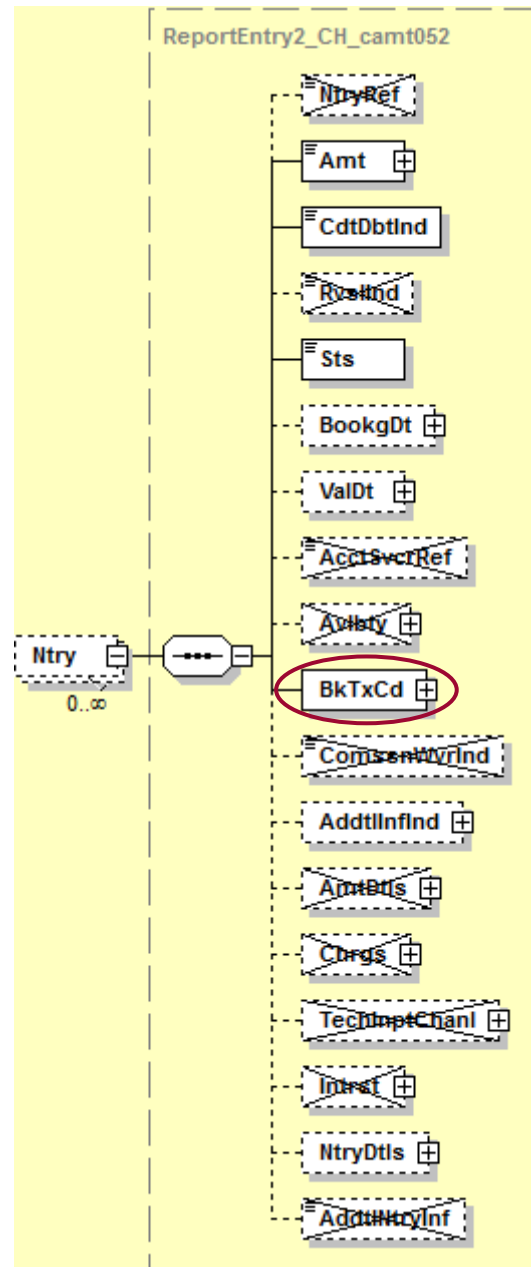 ReportEntry2_CH_camt052
NtryRef
Amt
CdtDbtInd
RvslInd
Sts
BookgDt
ValDt
AcctSvcrRef
Avlbty
Ntry
0..∞
BkTxCd
ComssnWvrInd
AddtlInfInd
AmtDtls
Chrgs
TechInptChanl
Intrst
NtryDtls
AddtlNtryInf